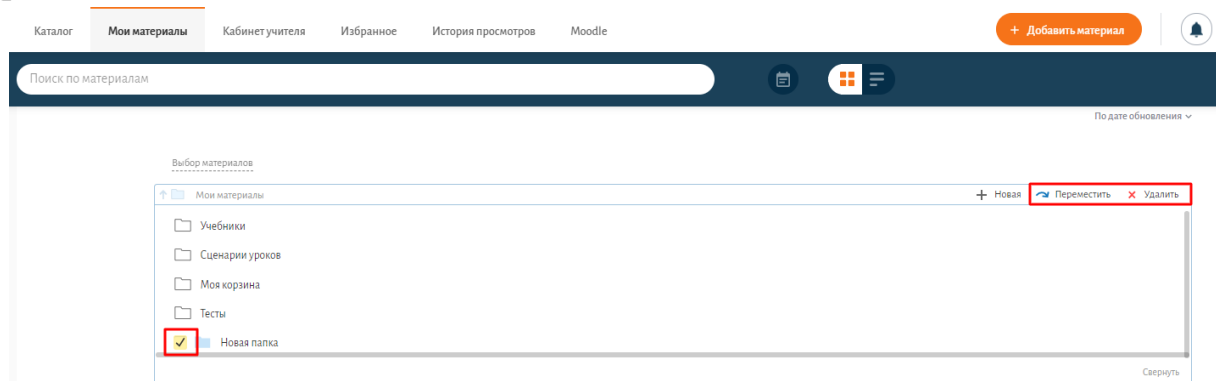 Каталог Мои материалы Кабинет учителя Избранное История просмотров Moodle + Добавить материал
Поиск по материалам
По дате обновления
Выбор материалов
Мои материалы + Новая Переместить Удалить
Учебники
Сценарии уроков
Моя корзина
Тесты
Новая папка
Свернуть